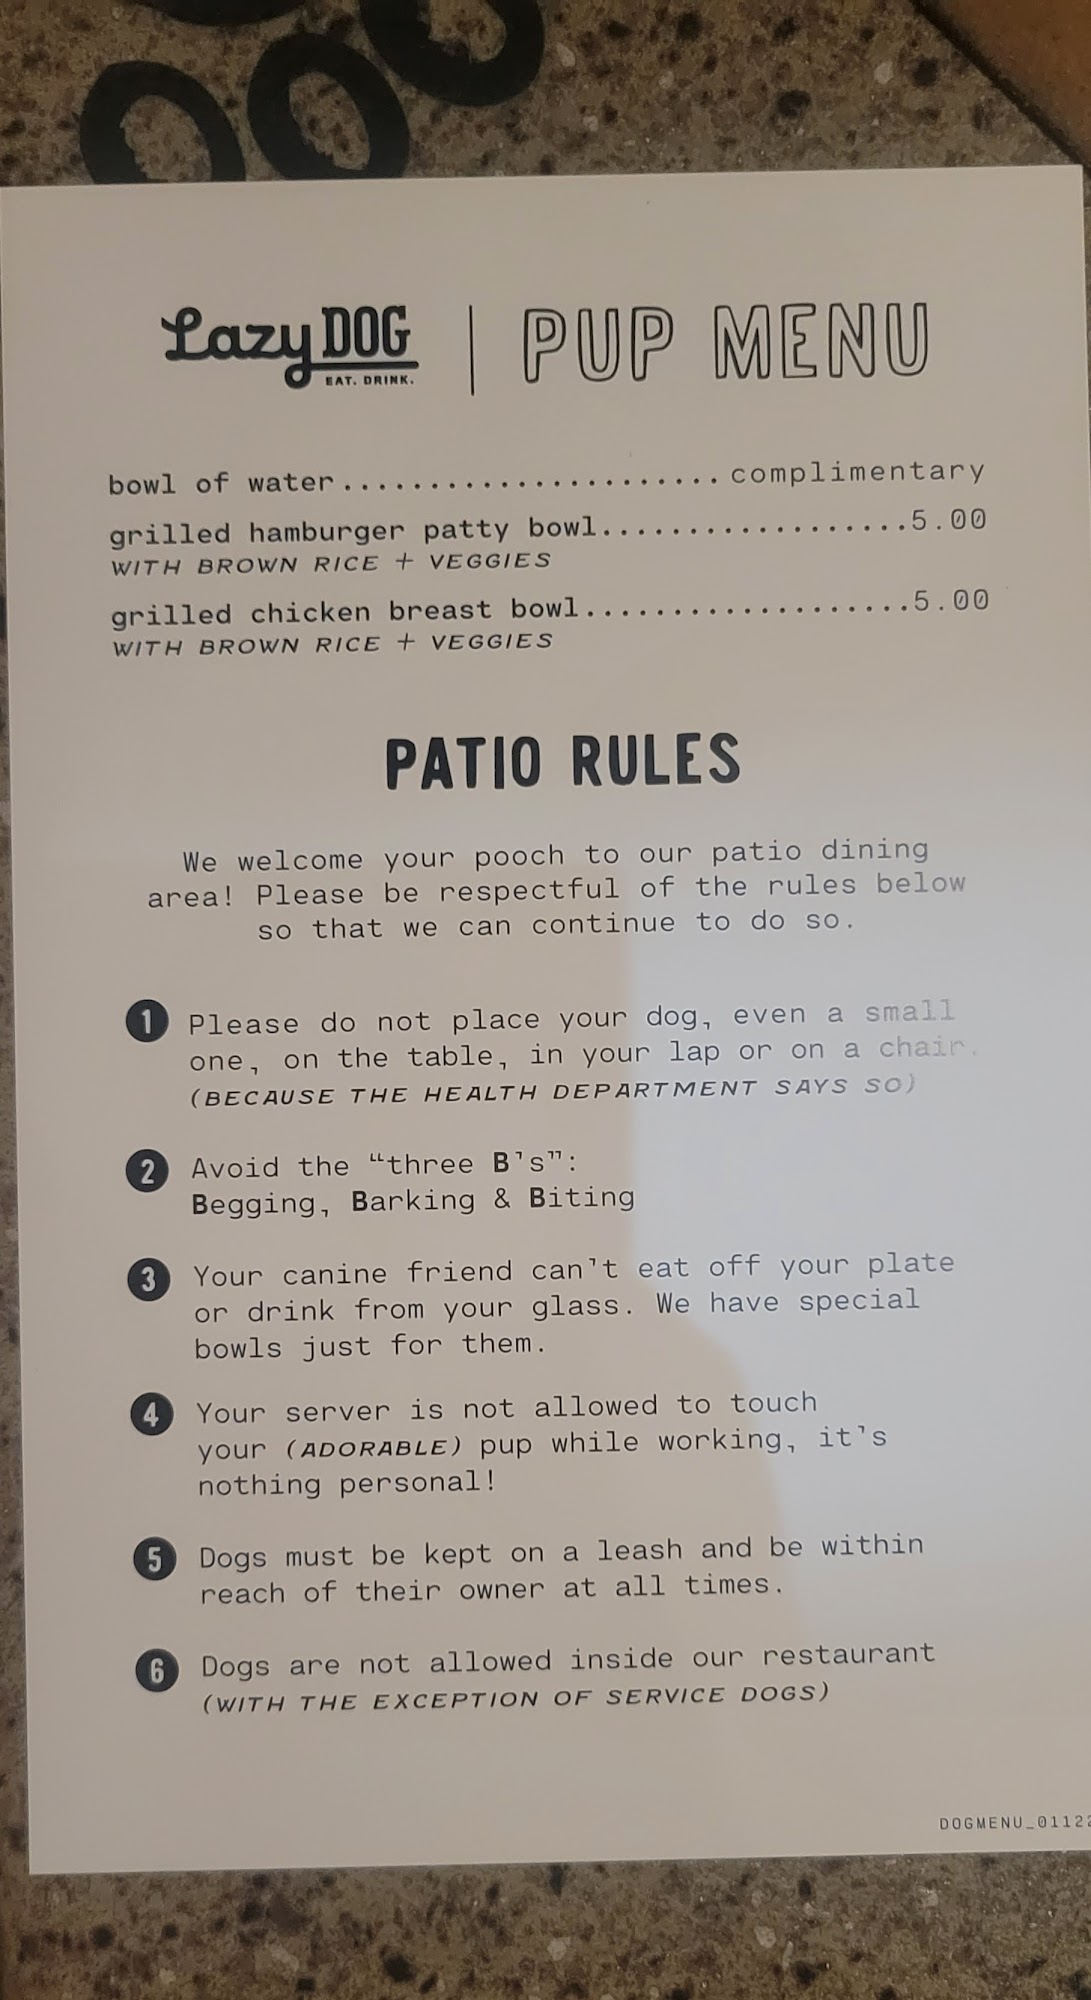 Lazy DOG
EAT. DRINK.
PUP MENU
bowl of water......................complimentary
grilled hamburger patty bowl..................5.00
WITH BROWN RICE + VEGGIES
grilled chicken breast bowl...................5.00
WITH BROWN RICE + VEGGIES
PATIO RULES
We welcome your pooch to our patio dining
area! Please be respectful of the rules below
so that we can continue to do so.
1 Please do not place your dog, even a small
one, on the table, in your lap or on a chair.
(BECAUSE THE HEALTH DEPARTMENT SAYS SO)
2 Avoid the “three B’s”:
Begging, Barking & Biting
3 Your canine friend can’t eat off your plate
or drink from your glass. We have special
bowls just for them.
4 Your server is not allowed to touch
your (ADORABLE) pup while working, it’s
nothing personal!
5 Dogs must be kept on a leash and be within
reach of their owner at all times.
6 Dogs are not allowed inside our restaurant
(WITH THE EXCEPTION OF SERVICE DOGS)
DOGMENU_01122